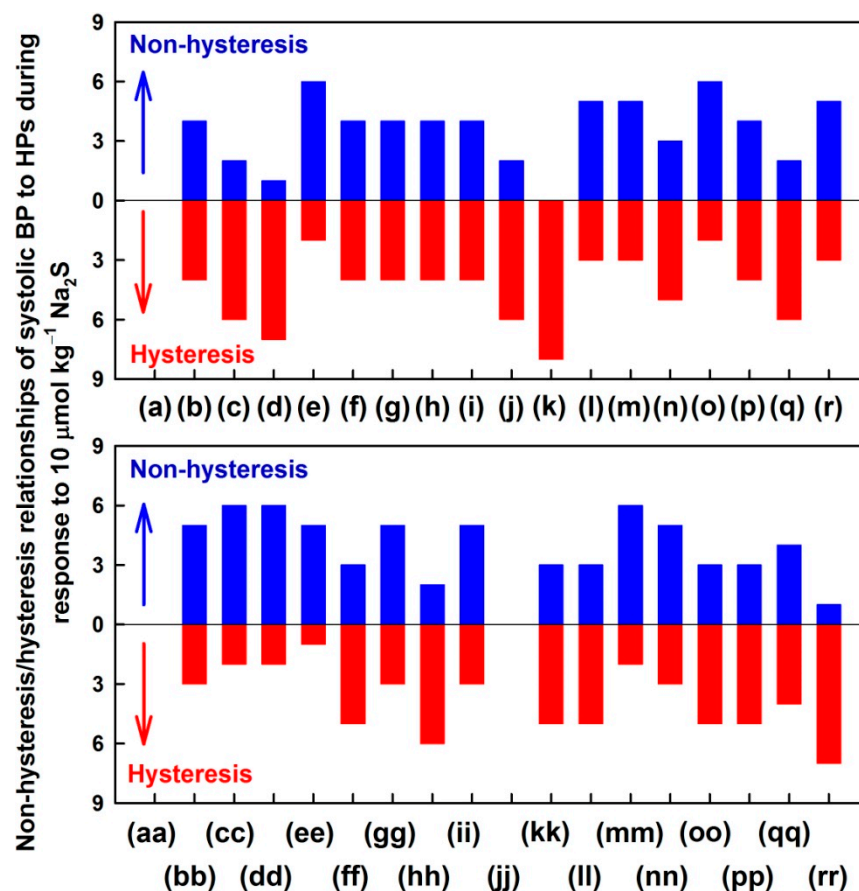 Non-hysteresis/hysteresis relationships of systolic BP to HPs during
response to 10 μmol kg⁻¹ Na₂S
9
Non-hysteresis
6
3
0
3
6
Hysteresis
9
(a) (b) (c) (d) (e) (f) (g) (h) (i) (j) (k) (l) (m) (n) (o) (p) (q) (r)
9
Non-hysteresis
6
3
0
3
6
Hysteresis
9
(aa) (cc) (ee) (gg) (ii) (kk) (mm) (oo) (qq)
(bb) (dd) (ff) (hh) (jj) (ll) (nn) (pp) (rr)